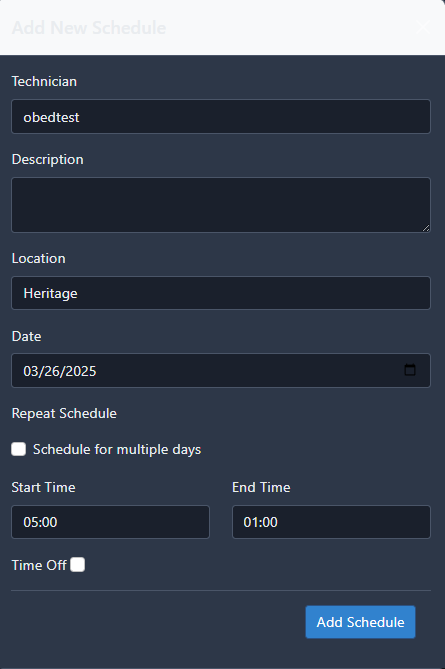 Add New Schedule
Technician
obedtest
Description
Location
Heritage
Date
03/26/2025
Repeat Schedule
Schedule for multiple days
Start Time End Time
05:00 01:00
Time Off
Add Schedule